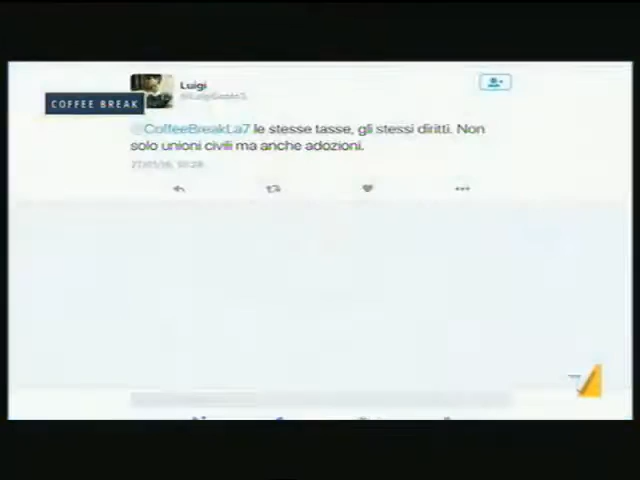 Luigi
COFFEE BREAK
@CoffeeBreakLa7 le stesse tasse, gli stessi diritti. Non
solo unioni civili ma anche adozioni.